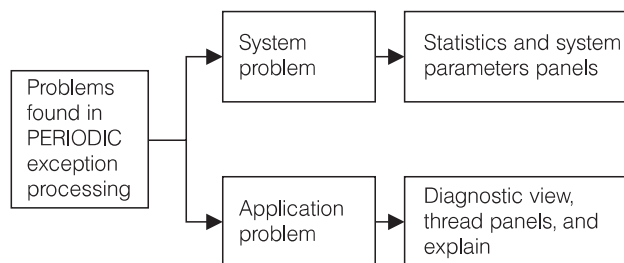 Problems
found in
PERIODIC
exception
processing
System
problem
Statistics and system
parameters panels
Application
problem
Diagnostic view,
thread panels, and
explain